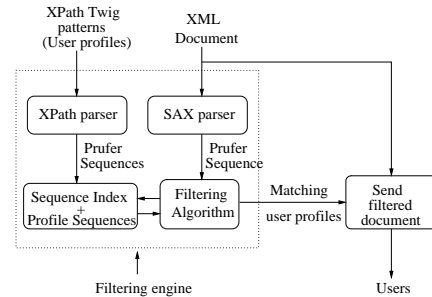 XPath Twig
patterns
(User profiles)
XML
Document
XPath parser
SAX parser
Prufer
Sequences
Prufer
Sequence
Sequence Index
+
Profile Sequences
Filtering
Algorithm
Matching
user profiles
Send
filtered
document
Filtering engine
Users